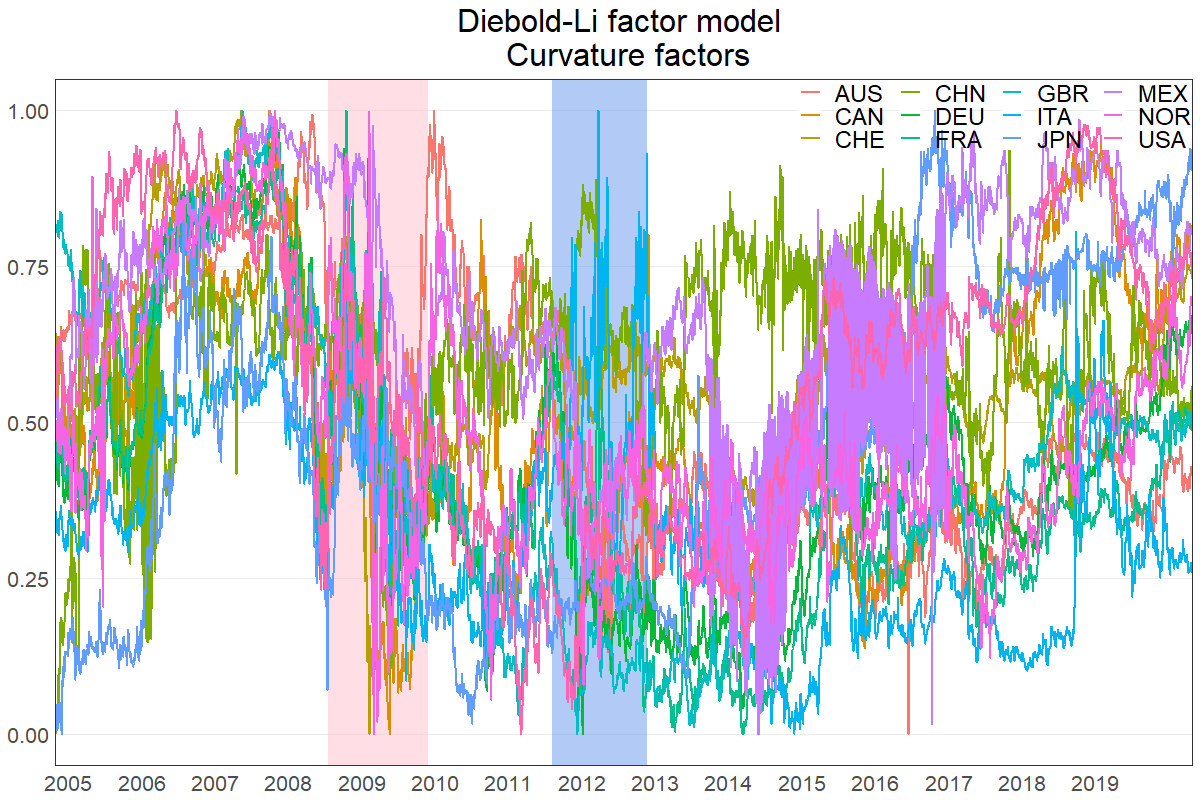 Diebold-Li factor model
Curvature factors
AUS CHN GBR MEX
CAN DEU ITA NOR
CHE FRA JPN USA
1.00
0.75
0.50
0.25
0.00
2005 2006 2007 2008 2009 2010 2011 2012 2013 2014 2015 2016 2017 2018 2019